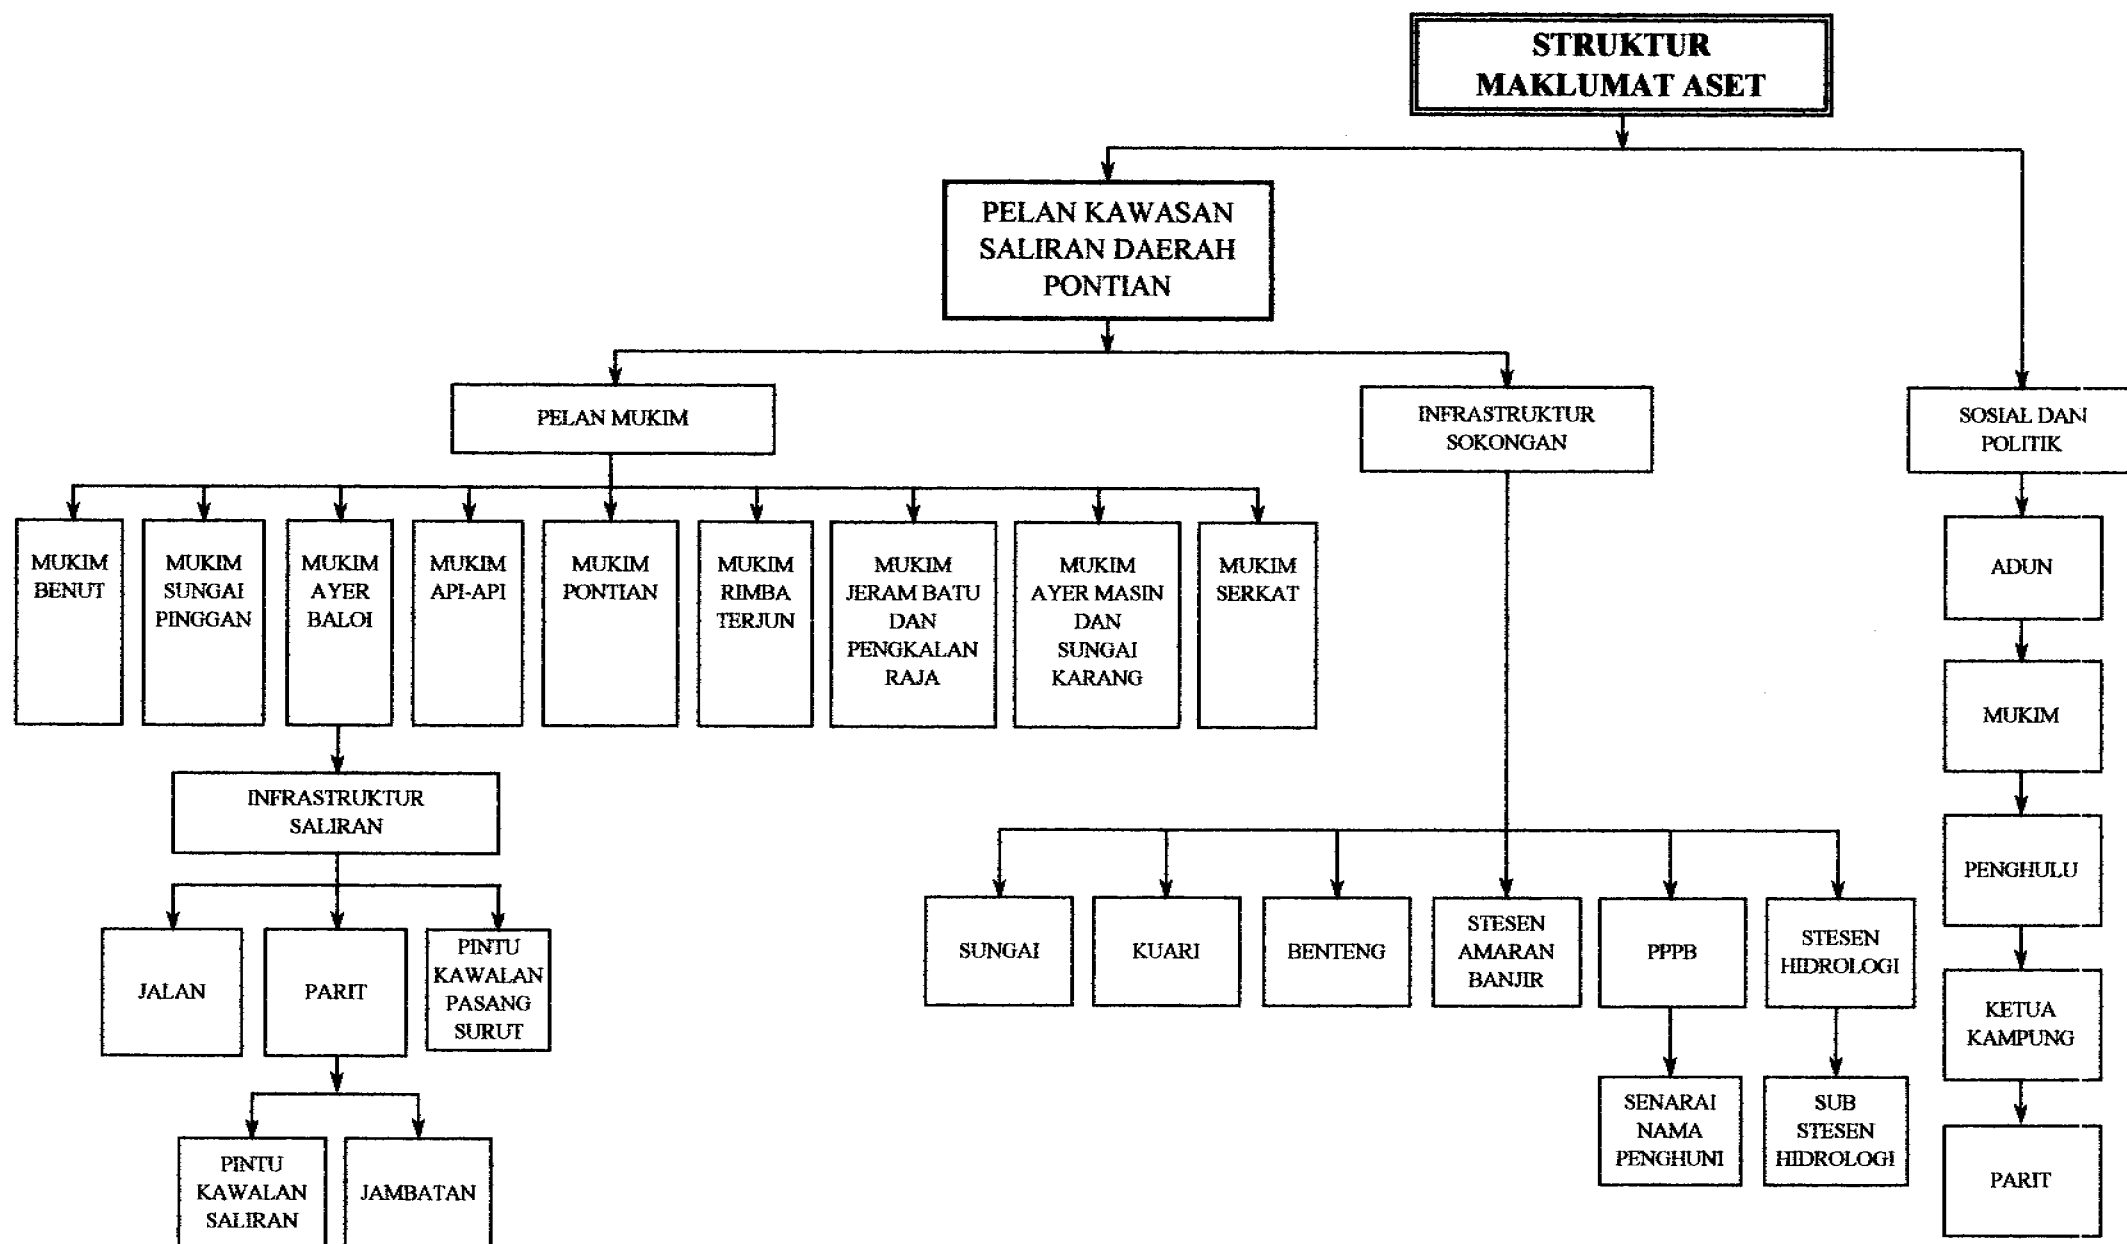 STRUKTUR
MAKLUMAT ASET
PELAN KAWASAN
SALIRAN DAERAH
PONTIAN
PELAN MUKIM
INFRASTRUKTUR
SOKONGAN
SOSIAL DAN
POLITIK
MUKIM
BENUT
MUKIM
SUNGAI
PINGGAN
MUKIM
AYER
BALOI
MUKIM
API-API
MUKIM
PONTIAN
MUKIM
RIMBA
TERJUN
MUKIM
JERAM BATU
DAN
PENGKALAN
RAJA
MUKIM
AYER MASIN
DAN
SUNGAI
KARANG
MUKIM
SERKAT
ADUN
MUKIM
PENGHULU
KETUA
KAMPUNG
PARIT
INFRASTRUKTUR
SALIRAN
JALAN
PARIT
PINTU
KAWALAN
PASANG
SURUT
PINTU
KAWALAN
SALIRAN
JAMBATAN
SUNGAI
KUARI
BENTENG
STESEN
AMARAN
BANJIR
PPPB
STESEN
HIDROLOGI
SENARAI
NAMA
PENGHUNI
SUB
STESEN
HIDROLOGI